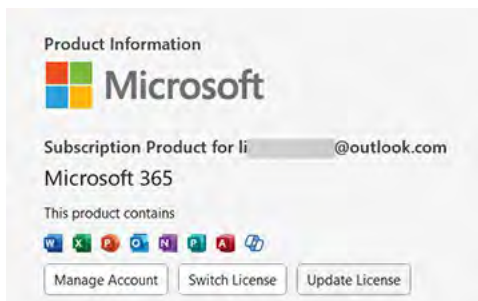 Product Information
Microsoft
Subscription Product for li @outlook.com
Microsoft 365
This product contains
W X P O N P A
Manage Account Switch License Update License